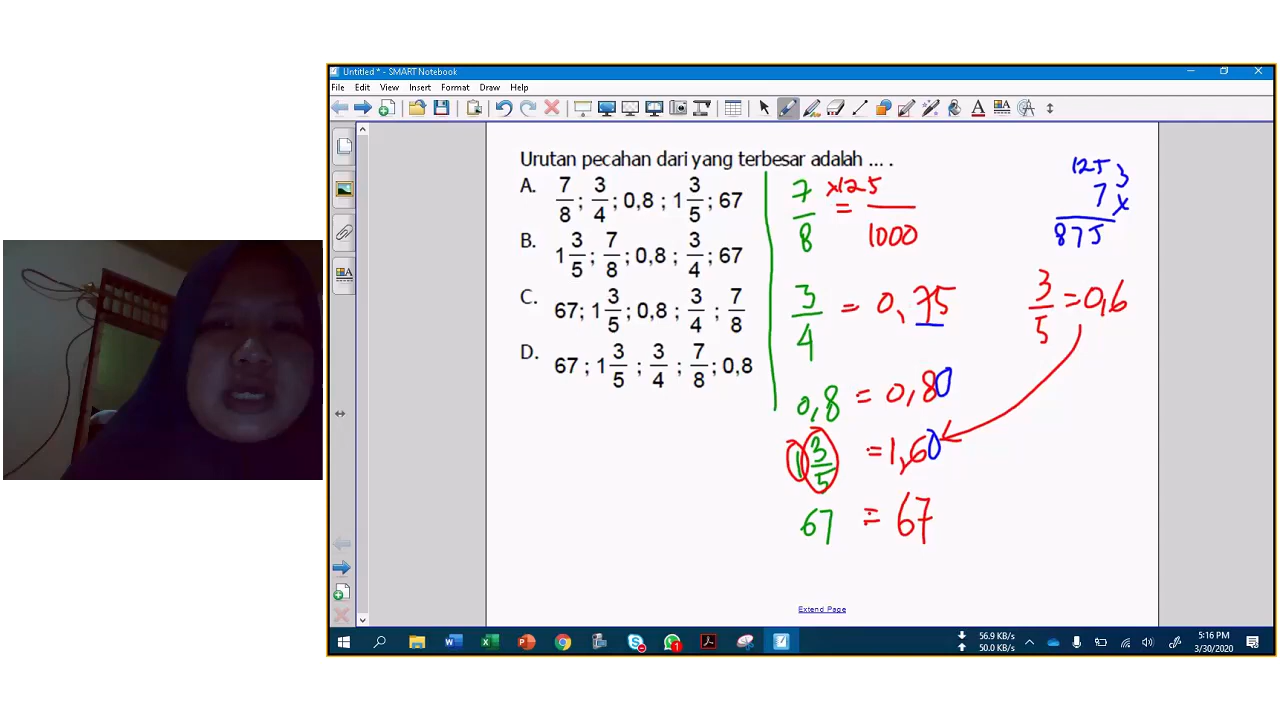 Untitled * - SMART Notebook
File Edit View Insert Format Draw Help
Urutan pecahan dari yang terbesar adalah ... .
A. 7/8 ; 3/4 ; 0,8 ; 1 3/5 ; 67
B. 1 3/5 ; 7/8 ; 0,8 ; 3/4 ; 67
C. 67; 1 3/5 ; 0,8 ; 3/4 ; 7/8
D. 67 ; 1 3/5 ; 3/4 ; 7/8 ; 0,8
7/8 x125 = /1000
3/4 = 0,75
0,8 = 0,80
1 3/5 = 1,60
67 = 67
125 3
7 x
875
3/5 = 0,6
Extend Page
56.9 KB/s
50.0 KB/s
5:16 PM
3/30/2020